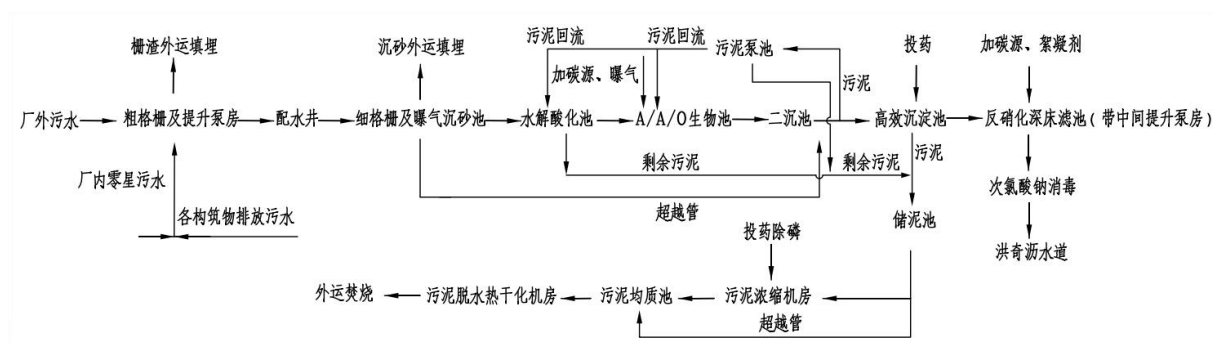 栅渣外运填埋
沉砂外运填埋
污泥回流
污泥回流
污泥泵池
投药
加碳源、絮凝剂
加碳源、曝气
污泥
厂外污水
粗格栅及提升泵房
配水井
细格栅及曝气沉砂池
水解酸化池
A/A/O生物池
二沉池
高效沉淀池
反硝化深床滤池(带中间提升泵房)
厂内零星污水
剩余污泥
剩余污泥
污泥
次氯酸钠消毒
各构筑物排放污水
超越管
储泥池
投药除磷
洪奇沥水道
外运焚烧
污泥脱水热干化机房
污泥均质池
污泥浓缩机房
超越管